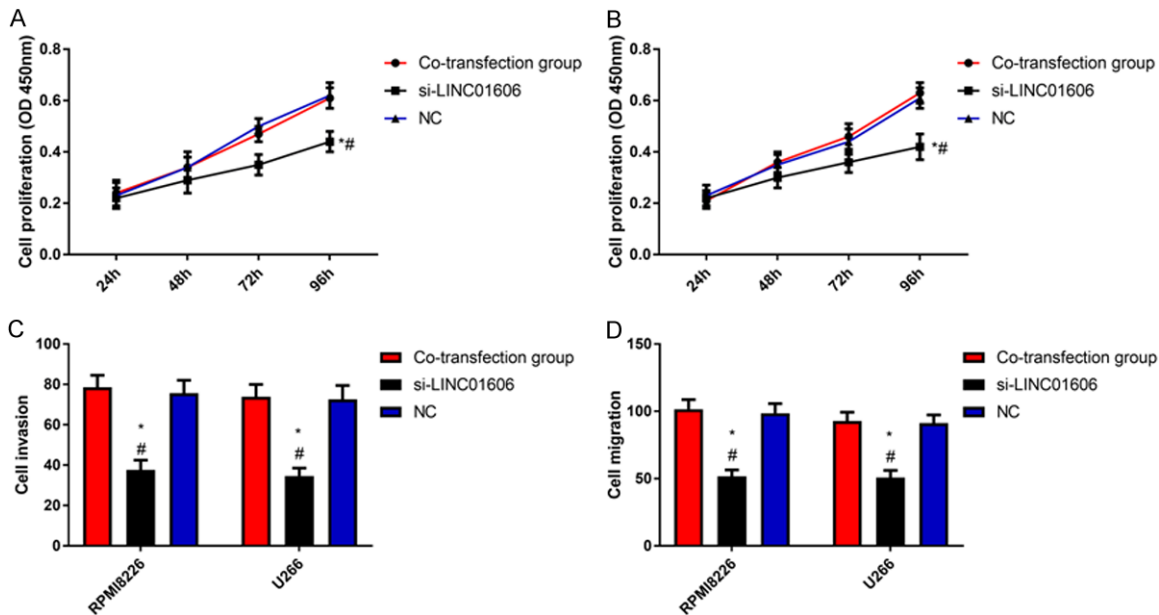 A
Cell proliferation (OD 450nm)
0.8
0.6
0.4
0.2
0.0
24h
48h
72h
96h
*#
Co-transfection group
si-LINC01606
NC
B
Cell proliferation (OD 450nm)
0.8
0.6
0.4
0.2
0.0
24h
48h
72h
96h
*#
Co-transfection group
si-LINC01606
NC
C
Cell invasion
100
80
60
40
20
0
*
#
*
#
RPMI8226
U266
Co-transfection group
si-LINC01606
NC
D
Cell migration
150
100
50
0
*
#
*
#
RPMI8226
U266
Co-transfection group
si-LINC01606
NC